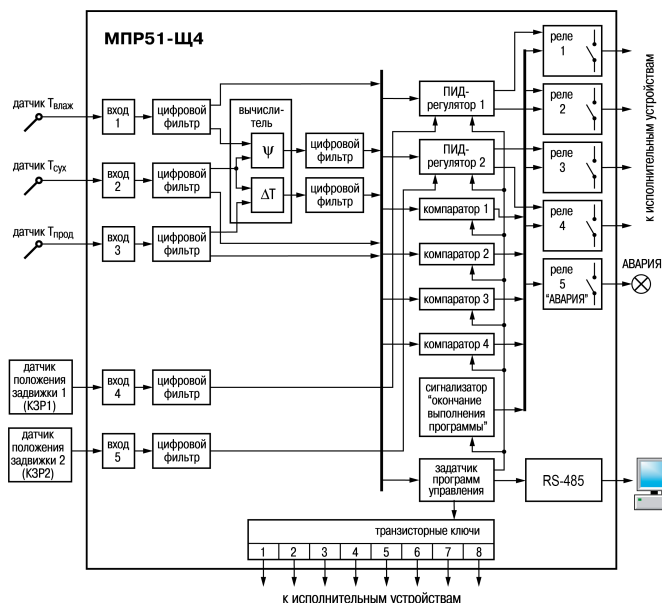 МПР51-Щ4
датчик Твлаж
вход
1
цифровой
фильтр
датчик Тсух
вход
2
цифровой
фильтр
датчик Тпрод
вход
3
цифровой
фильтр
вычисли-
тель
ψ
ΔT
цифровой
фильтр
цифровой
фильтр
датчик
положения
задвижки 1
(КЗР1)
вход
4
цифровой
фильтр
датчик
положения
задвижки 2
(КЗР2)
вход
5
цифровой
фильтр
ПИД-
регулятор 1
ПИД-
регулятор 2
компаратор 1
компаратор 2
компаратор 3
компаратор 4
сигнализатор
"окончание
выполнения
программы"
задатчик
программ
управления
реле
1
реле
2
реле
3
реле
4
реле
5
"АВАРИЯ"
к исполнительным устройствам
АВАРИЯ
RS-485
транзисторные ключи
1 2 3 4 5 6 7 8
к исполнительным устройствам